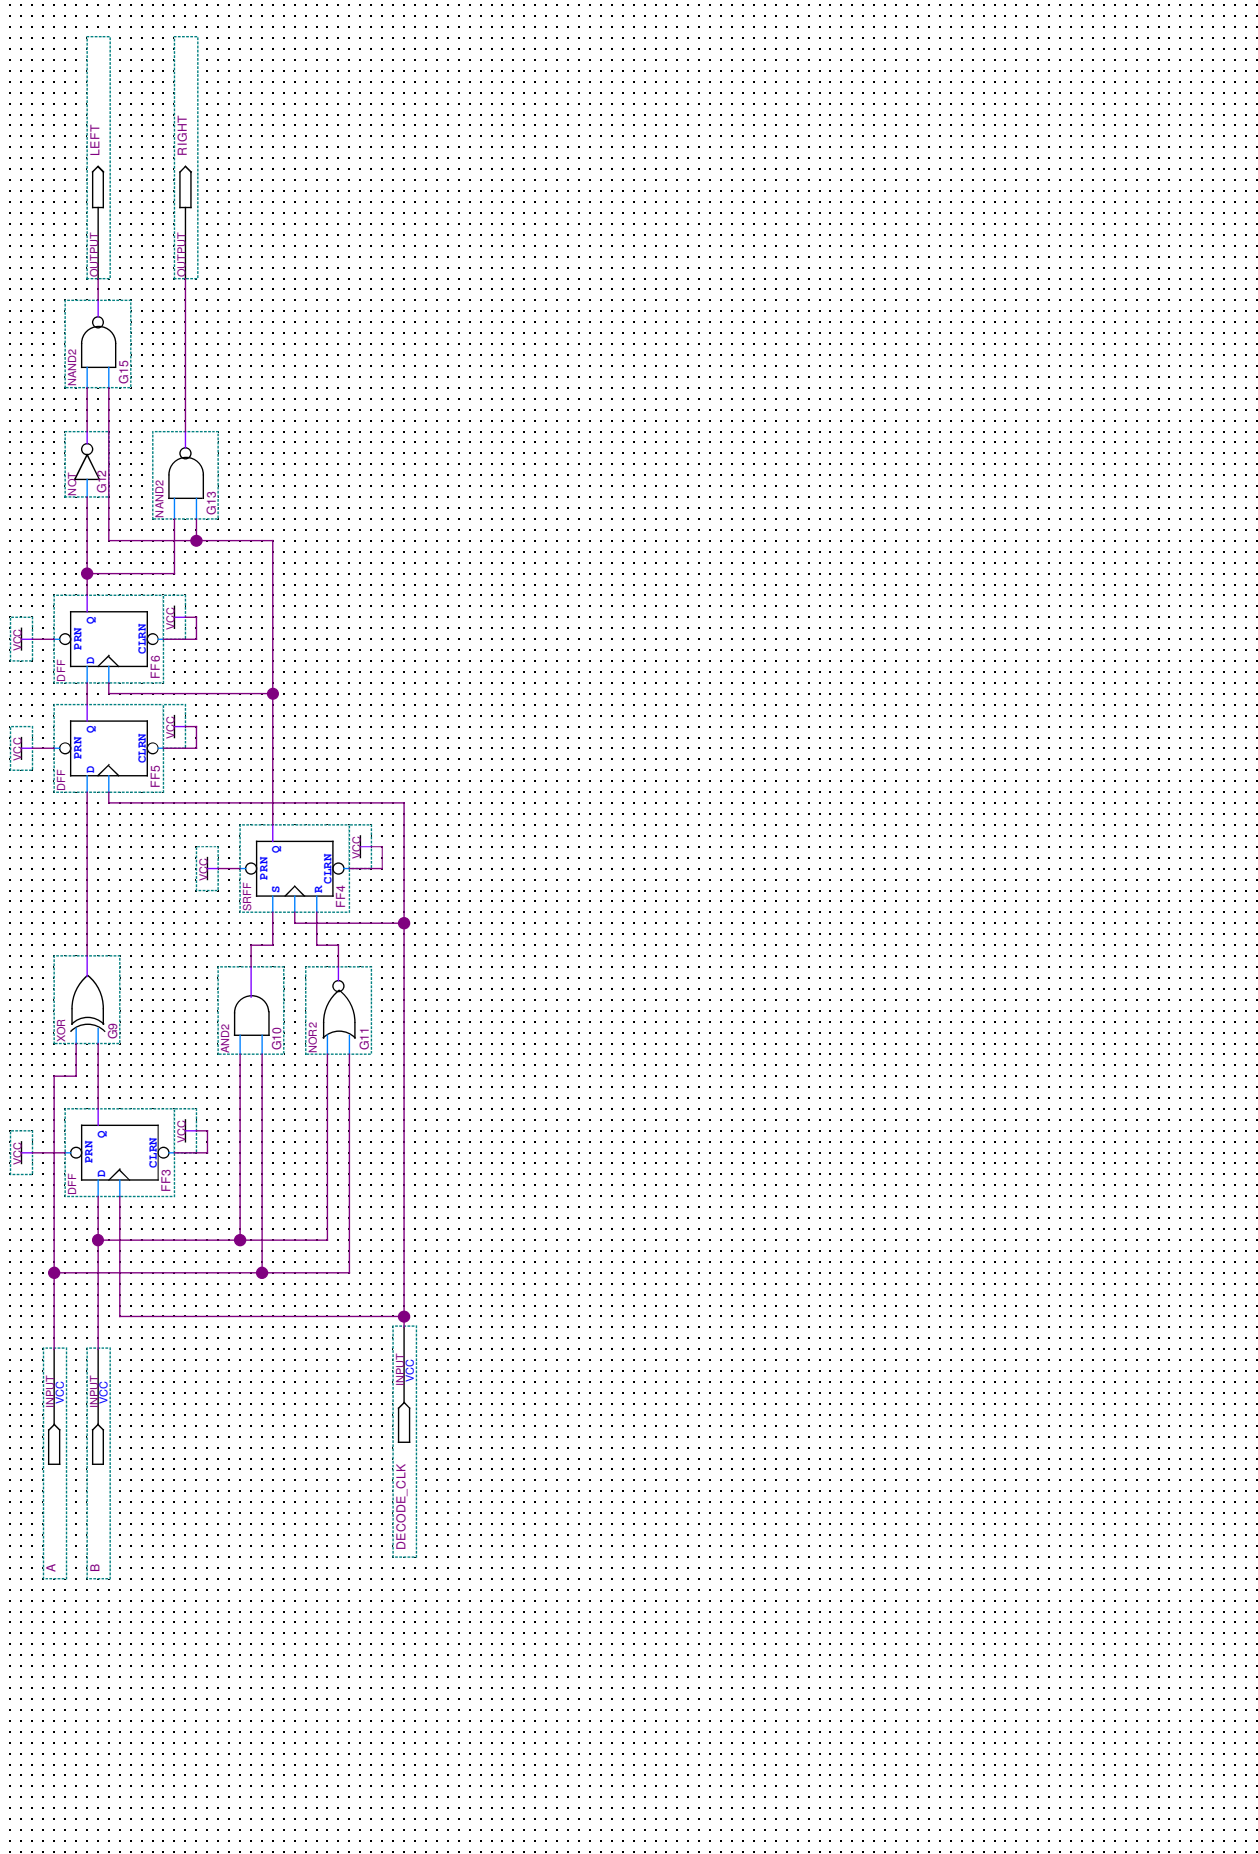 LEFT
OUTPUT
RIGHT
OUTPUT
NAND2
G15
NOT
G12
NAND2
G13
VCC
DFF
PRN
D
Q
CLRN
FF6
VCC
VCC
DFF
PRN
D
Q
CLRN
FF5
VCC
VCC
SRFF
PRN
S
Q
R
CLRN
FF4
VCC
XOR
G9
AND2
G10
NOR2
G11
VCC
DFF
PRN
D
Q
CLRN
FF3
VCC
A
INPUT
VCC
B
INPUT
VCC
DECODE_CLK
INPUT
VCC